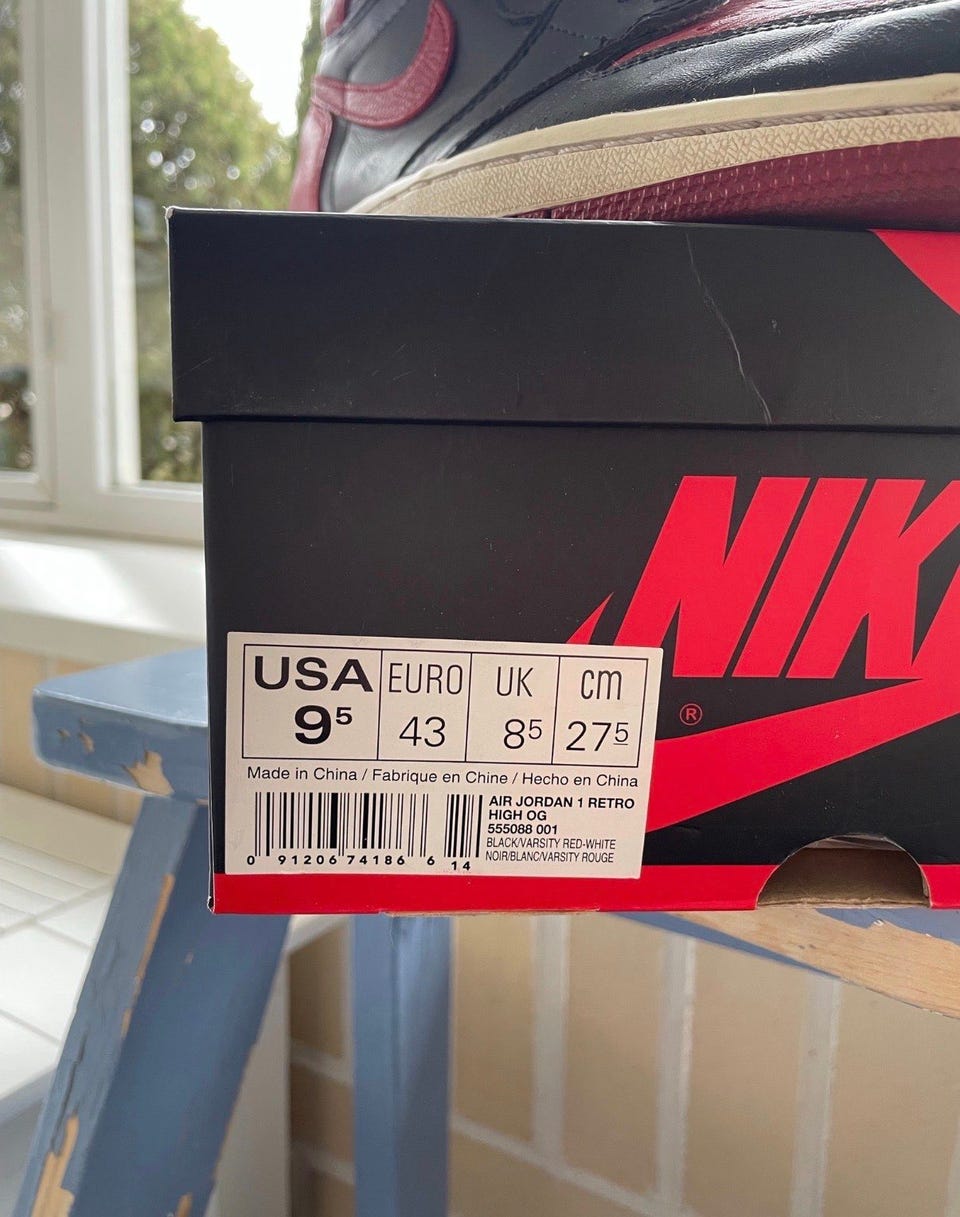 NIK
®
USA EURO UK cm
9⁵ 43 8⁵ 27⁵
Made in China / Fabrique en Chine / Hecho en China
AIR JORDAN 1 RETRO
HIGH OG
555088 001
BLACK/VARSITY RED-WHITE
NOIR/BLANC/VARSITY ROUGE
0 91206 74186 6 14